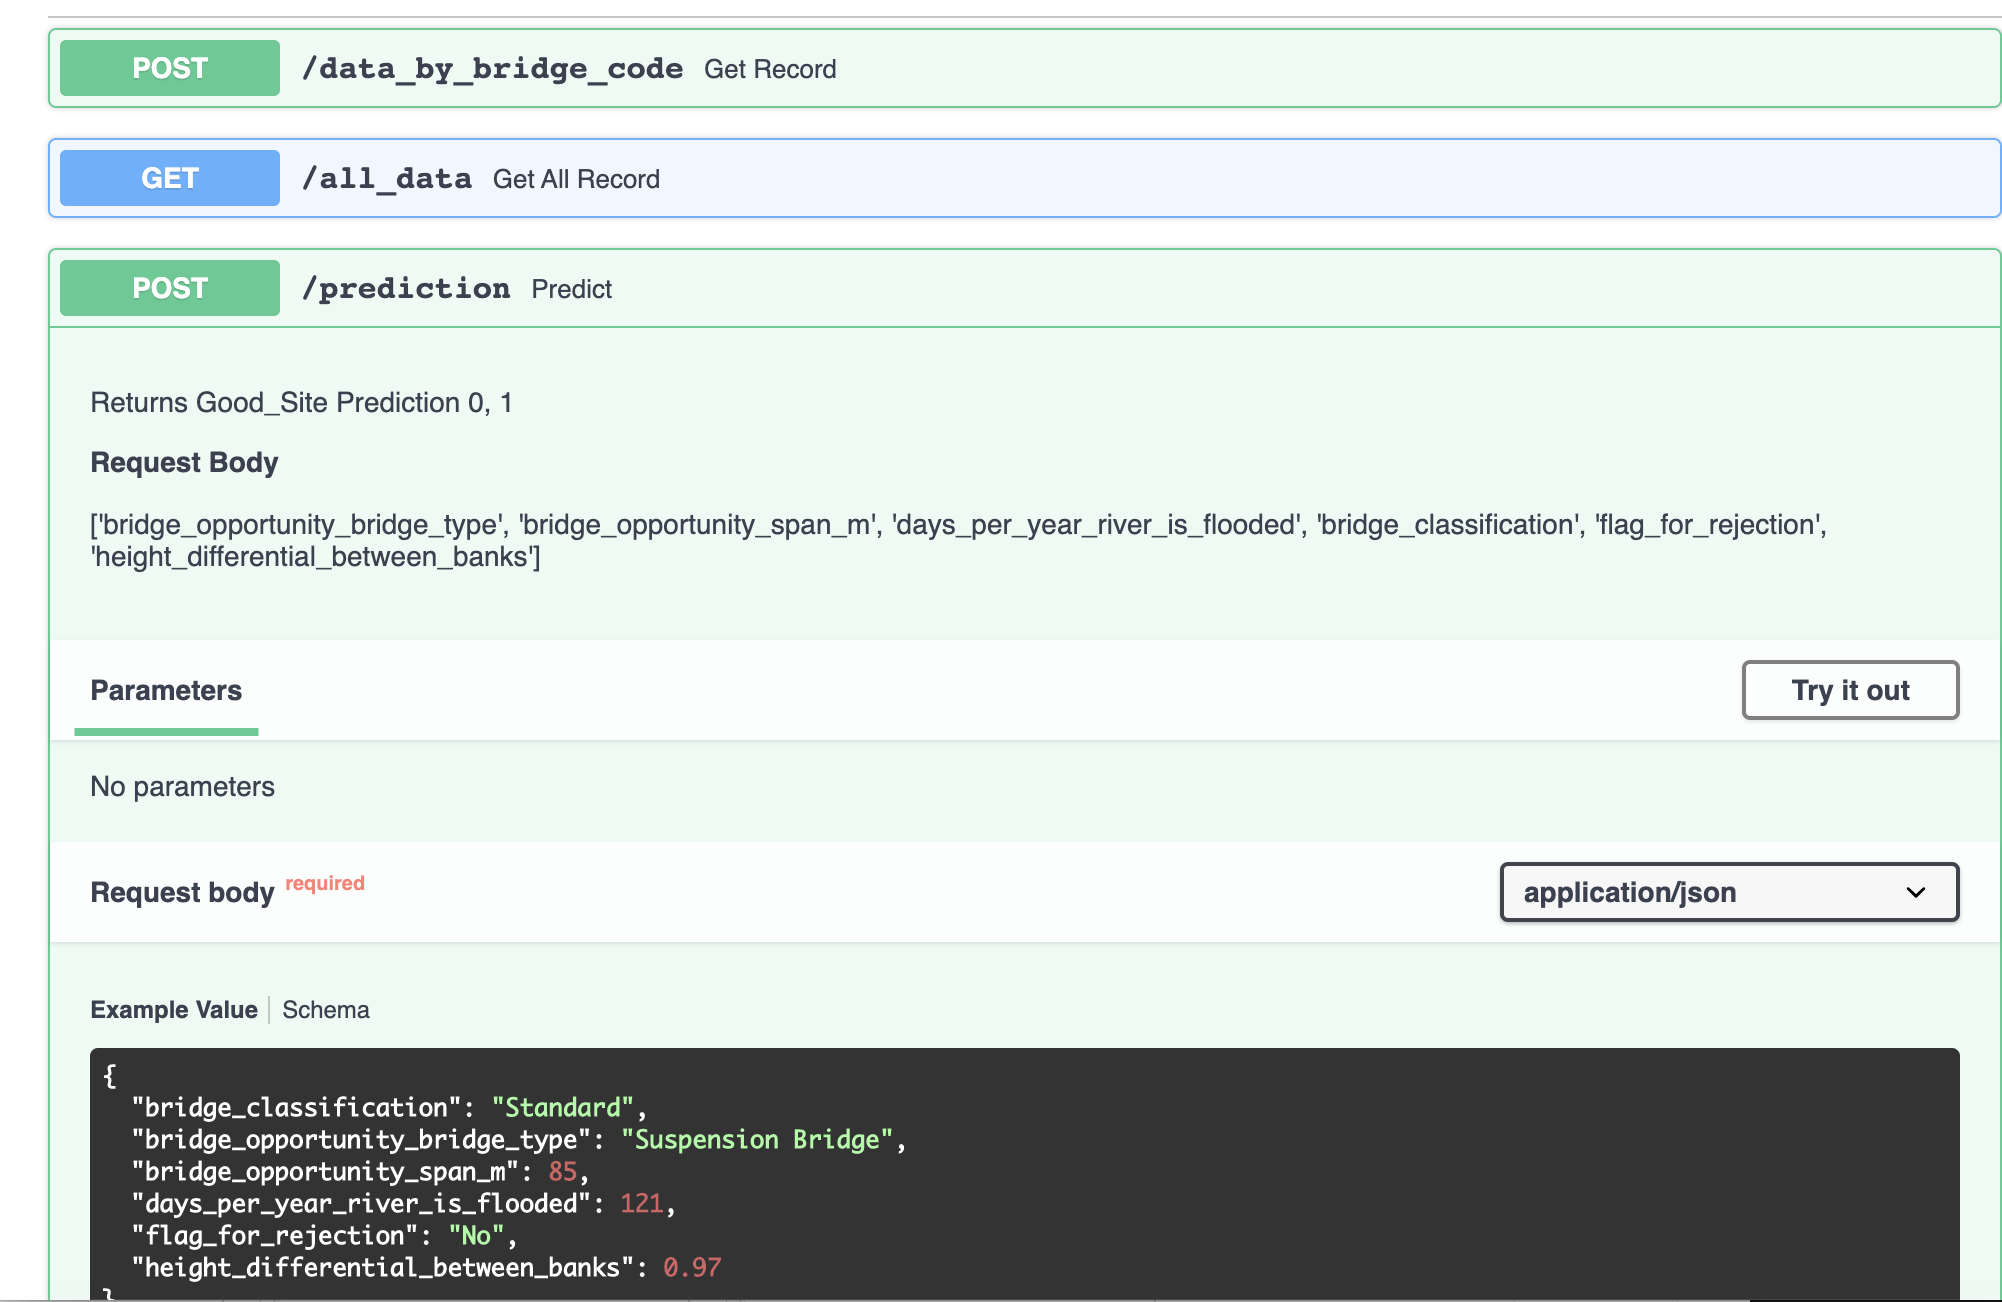 POST /data_by_bridge_code Get Record
GET /all_data Get All Record
POST /prediction Predict
Returns Good_Site Prediction 0, 1
Request Body
['bridge_opportunity_bridge_type', 'bridge_opportunity_span_m', 'days_per_year_river_is_flooded', 'bridge_classification', 'flag_for_rejection',
'height_differential_between_banks']
Parameters
Try it out
No parameters
Request body required
application/json
Example Value Schema
{
"bridge_classification": "Standard",
"bridge_opportunity_bridge_type": "Suspension Bridge",
"bridge_opportunity_span_m": 85,
"days_per_year_river_is_flooded": 121,
"flag_for_rejection": "No",
"height_differential_between_banks": 0.97
}